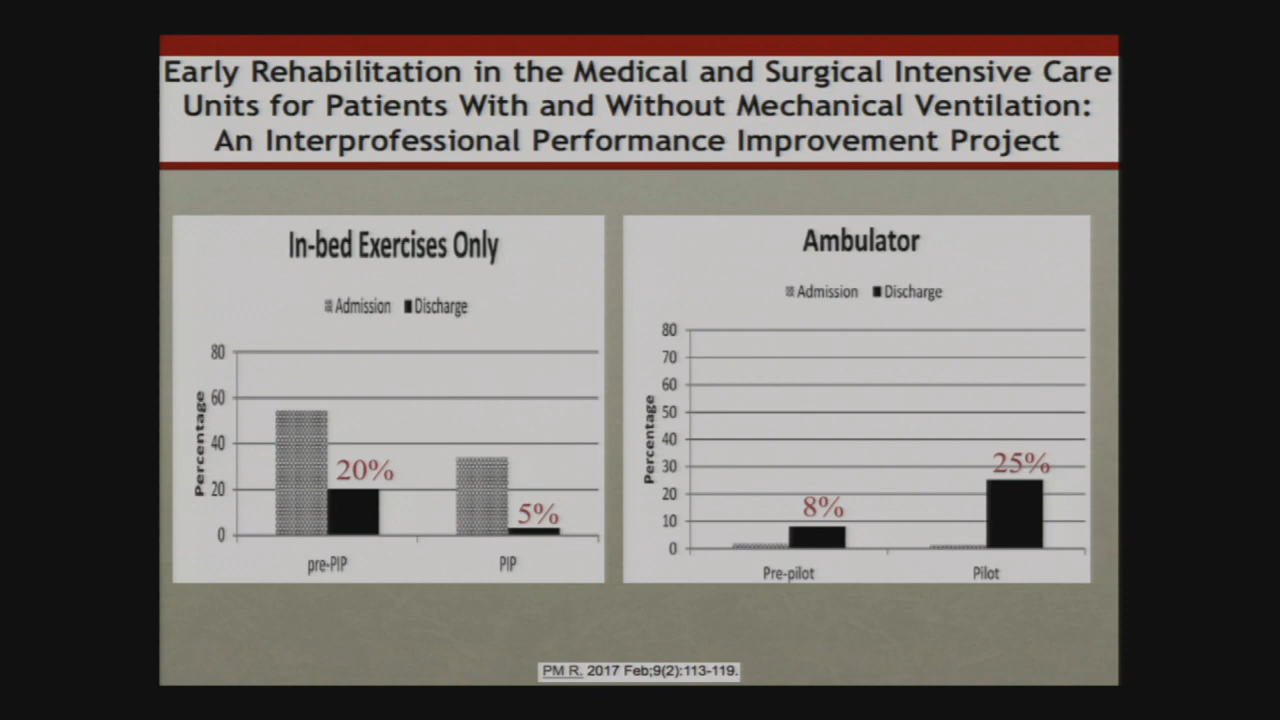 Early Rehabilitation in the Medical and Surgical Intensive Care
Units for Patients With and Without Mechanical Ventilation:
An Interprofessional Performance Improvement Project
In-bed Exercises Only
Admission Discharge
80
60
40
20
0
Percentage
20%
5%
pre-PIP PIP
Ambulator
Admission Discharge
80
70
60
50
40
30
20
10
0
Percentage
8%
25%
Pre-pilot Pilot
PM R. 2017 Feb;9(2):113-119.